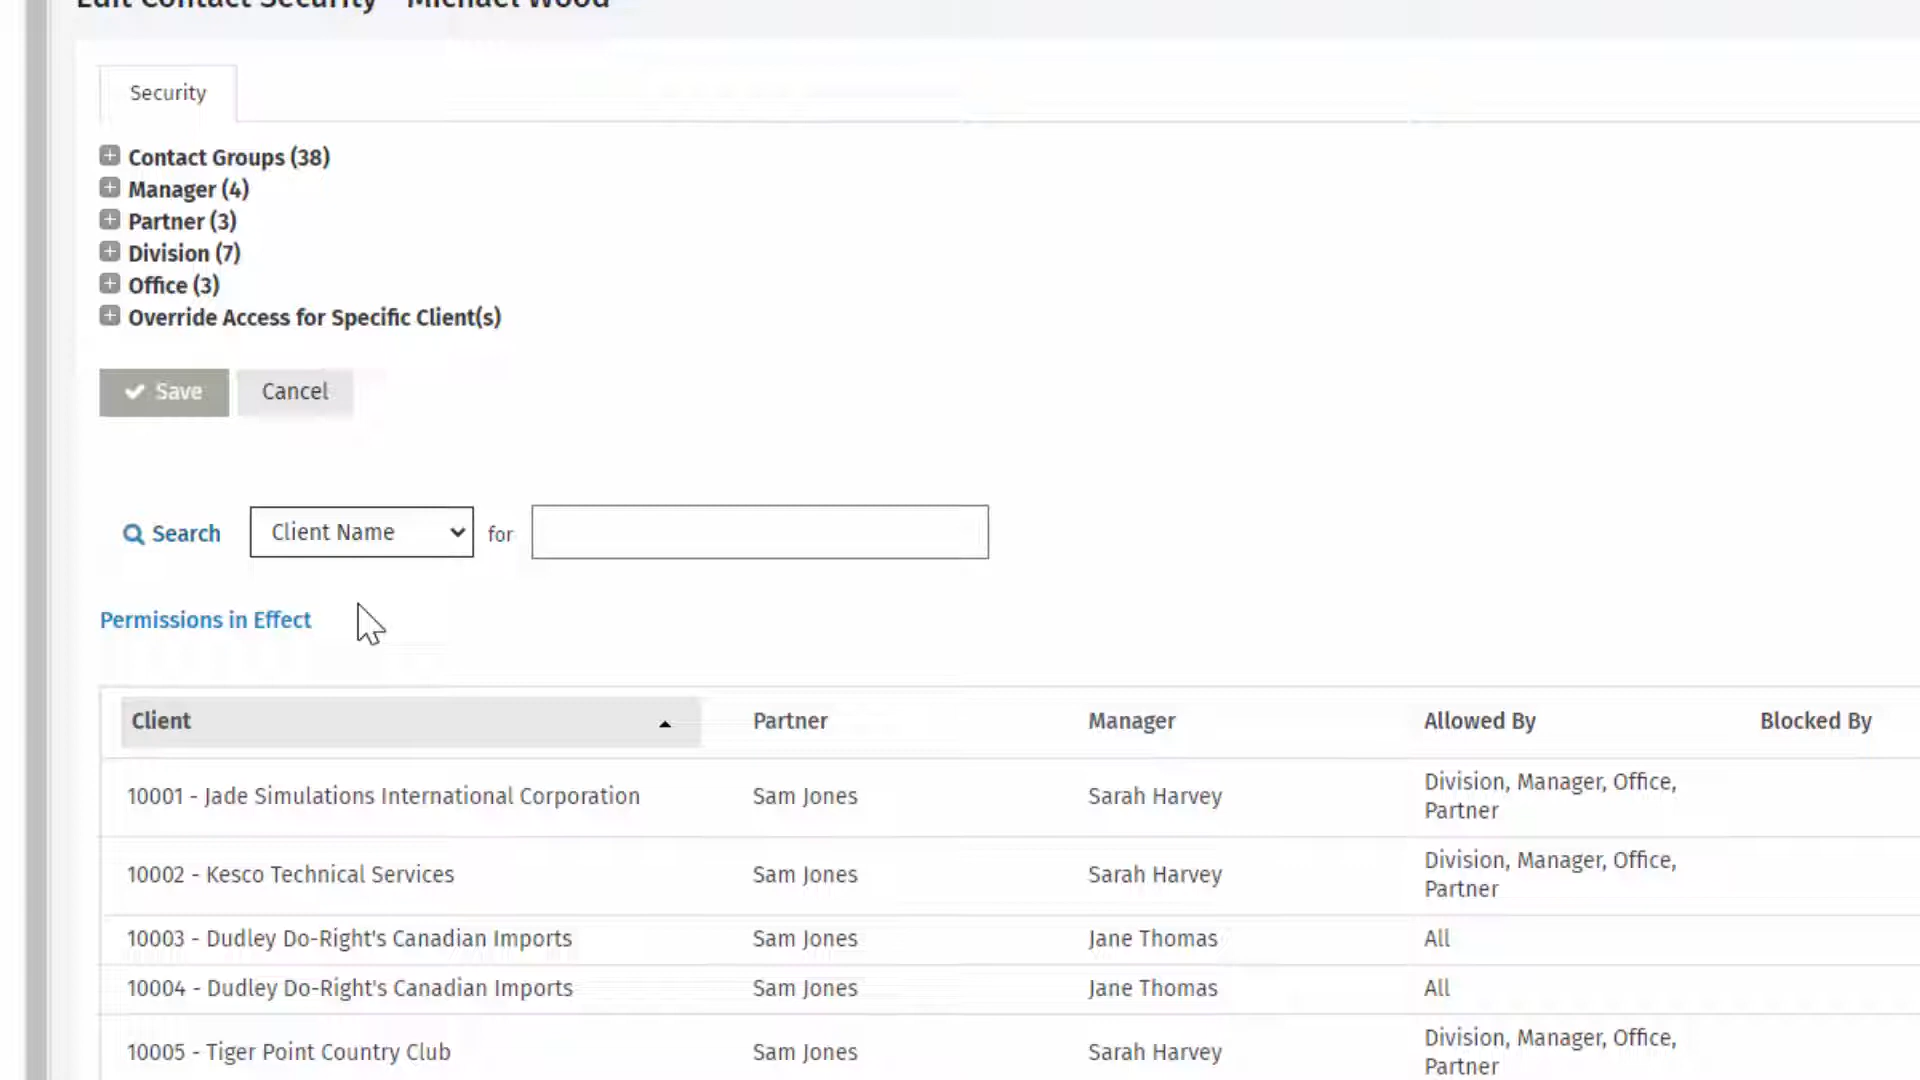 Edit Contact Security - Michael Wood
Security
Contact Groups (38)
Manager (4)
Partner (3)
Division (7)
Office (3)
Override Access for Specific Client(s)
Save Cancel
Search Client Name for
Permissions in Effect
Client Partner Manager Allowed By Blocked By
10001 - Jade Simulations International Corporation Sam Jones Sarah Harvey Division, Manager, Office,
Partner
10002 - Kesco Technical Services Sam Jones Sarah Harvey Division, Manager, Office,
Partner
10003 - Dudley Do-Right's Canadian Imports Sam Jones Jane Thomas All
10004 - Dudley Do-Right's Canadian Imports Sam Jones Jane Thomas All
10005 - Tiger Point Country Club Sam Jones Sarah Harvey Division, Manager, Office,
Partner